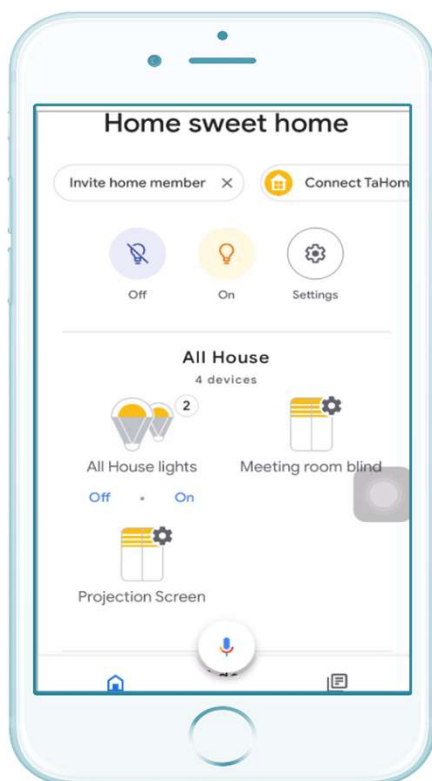 Home sweet home
Invite home member
Connect TaHom
Off
On
Settings
All House
4 devices
2
All House lights
Meeting room blind
Off • On
Projection Screen